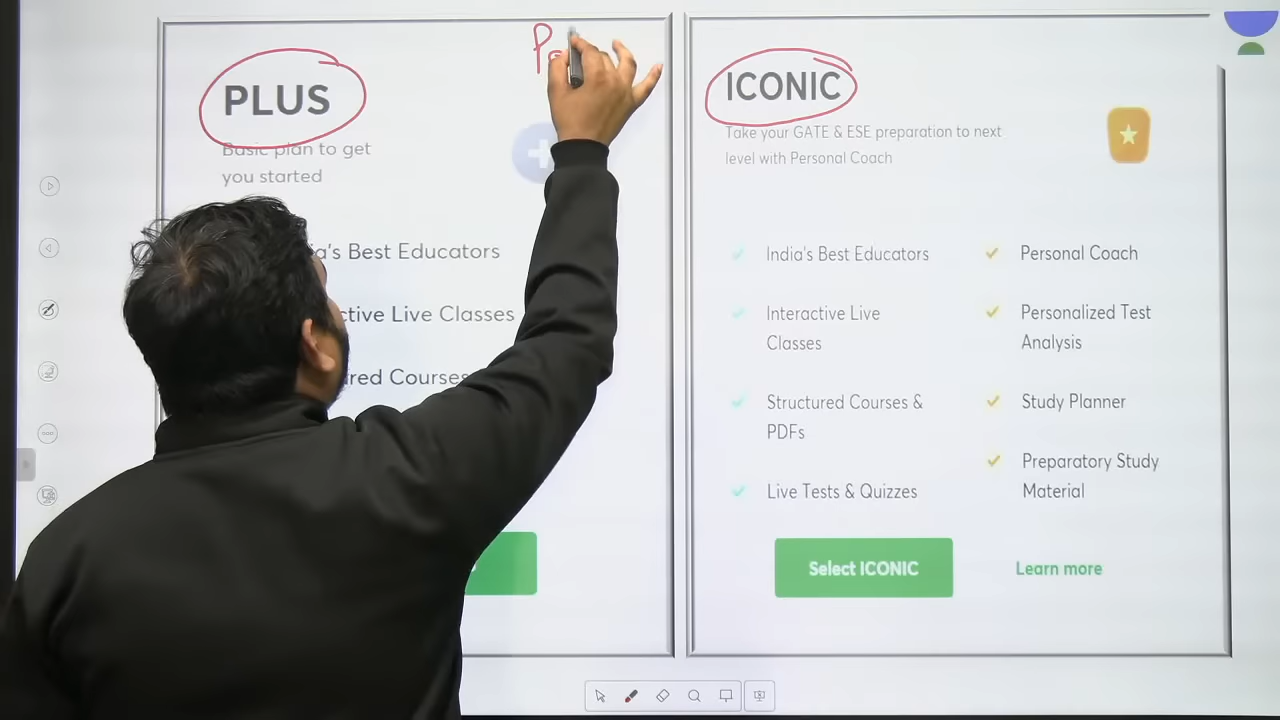 PLUS
Basic plan to get
you started
's Best Educators
Live Classes
Courses
ICONIC
Take your GATE & ESE preparation to next
level with Personal Coach
India's Best Educators
Interactive Live
Classes
Structured Courses &
PDFs
Live Tests & Quizzes
Personal Coach
Personalized Test
Analysis
Study Planner
Preparatory Study
Material
Select ICONIC
Learn more